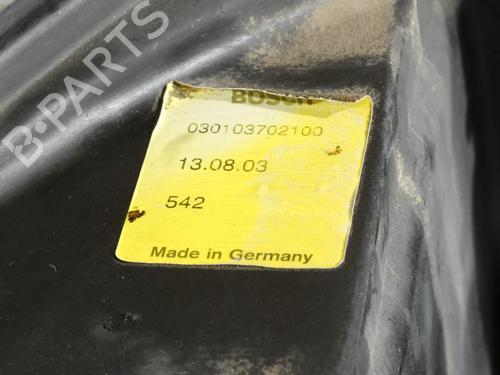 B·PARTS
BOSCH
030103702100
13.08.03
542
Made in Germany